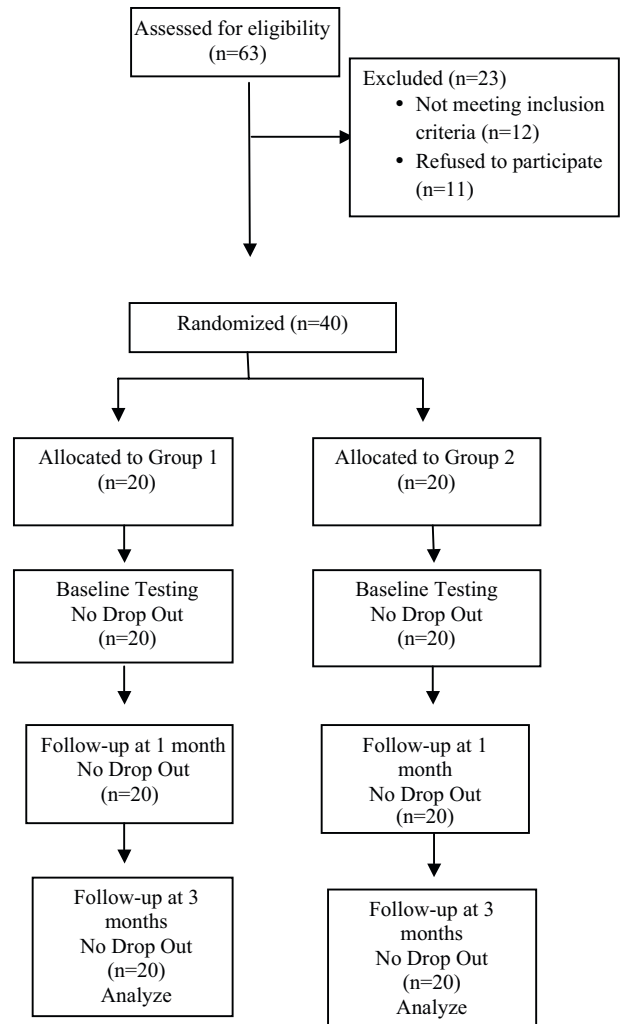 Assessed for eligibility
(n=63)
Excluded (n=23)
• Not meeting inclusion
criteria (n=12)
• Refused to participate
(n=11)
Randomized (n=40)
Allocated to Group 1
(n=20)
Allocated to Group 2
(n=20)
Baseline Testing
No Drop Out
(n=20)
Baseline Testing
No Drop Out
(n=20)
Follow-up at 1 month
No Drop Out
(n=20)
Follow-up at 1
month
No Drop Out
(n=20)
Follow-up at 3
months
No Drop Out
(n=20)
Analyze
Follow-up at 3
months
No Drop Out
(n=20)
Analyze